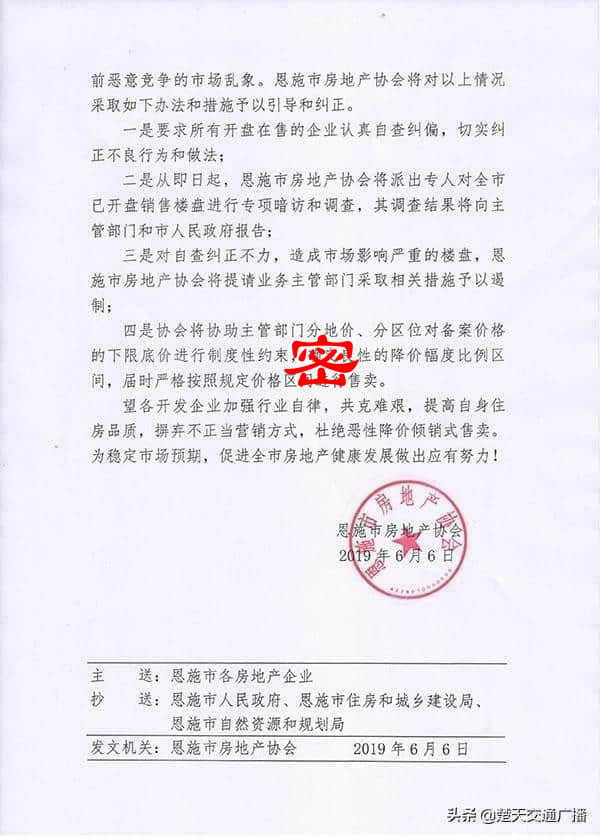 前恶意竞争的市场乱象。恩施市房地产协会将对以上情况
采取如下办法和措施予以引导和纠正。
一是要求所有开盘在售的企业认真自查纠偏，切实纠
正不良行为和做法；
二是从即日起，恩施市房地产协会将派出专人对全市
已开盘销售楼盘进行专项暗访和调查，其调查结果将向主
管部门和市人民政府报告；
三是对自查纠正不力，造成市场影响严重的楼盘，恩
施市房地产协会将提请业务主管部门采取相关措施予以遏
制；
四是协会将协助主管部门分地价、分区位对备案价格
的下限底价进行制度性约束，性的降价幅度比例区
密
间，届时严格按照规定价格区售卖。
望各开发企业加强行业自律，共克难艰，提高自身住
房品质，摒弃不正当营销方式，杜绝恶性降价倾销式售卖。
为稳定市场预期，促进全市房地产健康发展做出应有努力！
恩施市房地产协会
恩施市房地产协会
2019年6月6日
主　　送：恩施市各房地产企业
抄　　送：恩施市人民政府、恩施市住房和城乡建设局、
恩施市自然资源和规划局
发文机关：恩施市房地产协会　　2019年6月6日
头条 @楚天交通广播